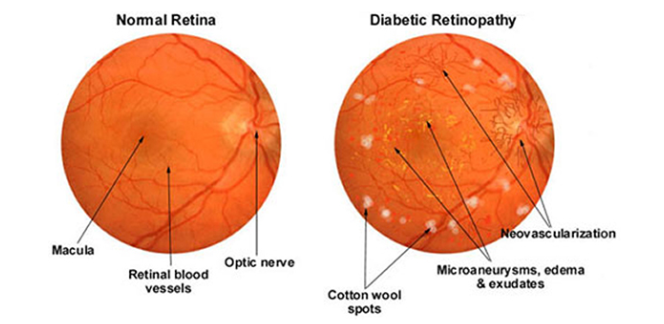 Normal Retina
Diabetic Retinopathy
Macula
Retinal blood
vessels
Optic nerve
Neovascularization
Microaneurysms, edema
& exudates
Cotton wool
spots